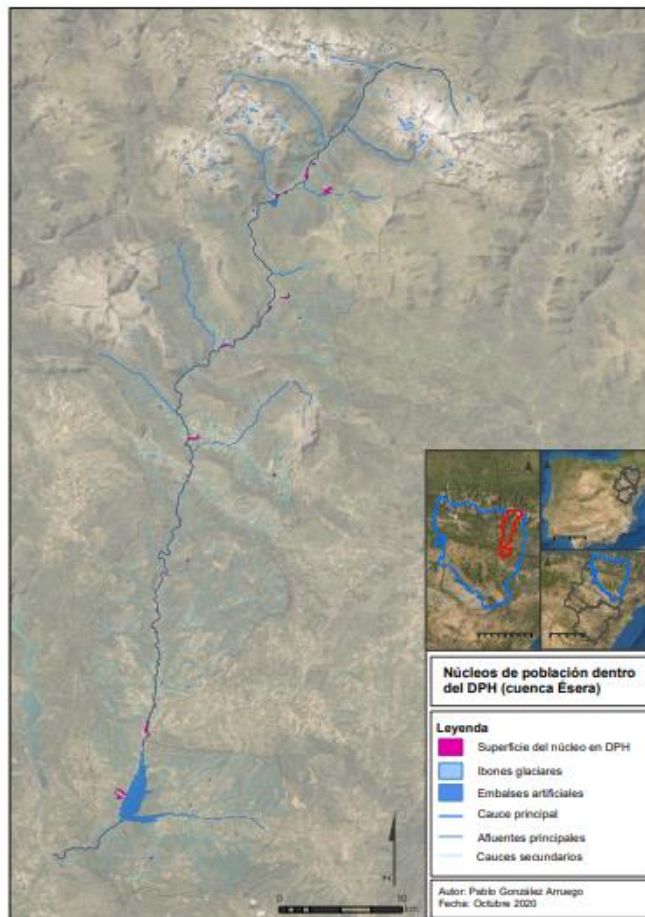 Núcleos de población dentro
del DPH (cuenca Ésera)
Leyenda
Superficie del núcleo en DPH
Ibones glaciares
Embalses artificiales
Cauce principal
Afluentes principales
Cauces secundarios
Autor: Pablo González Arruego
Fecha: Octubre 2020
Z
0
10
km